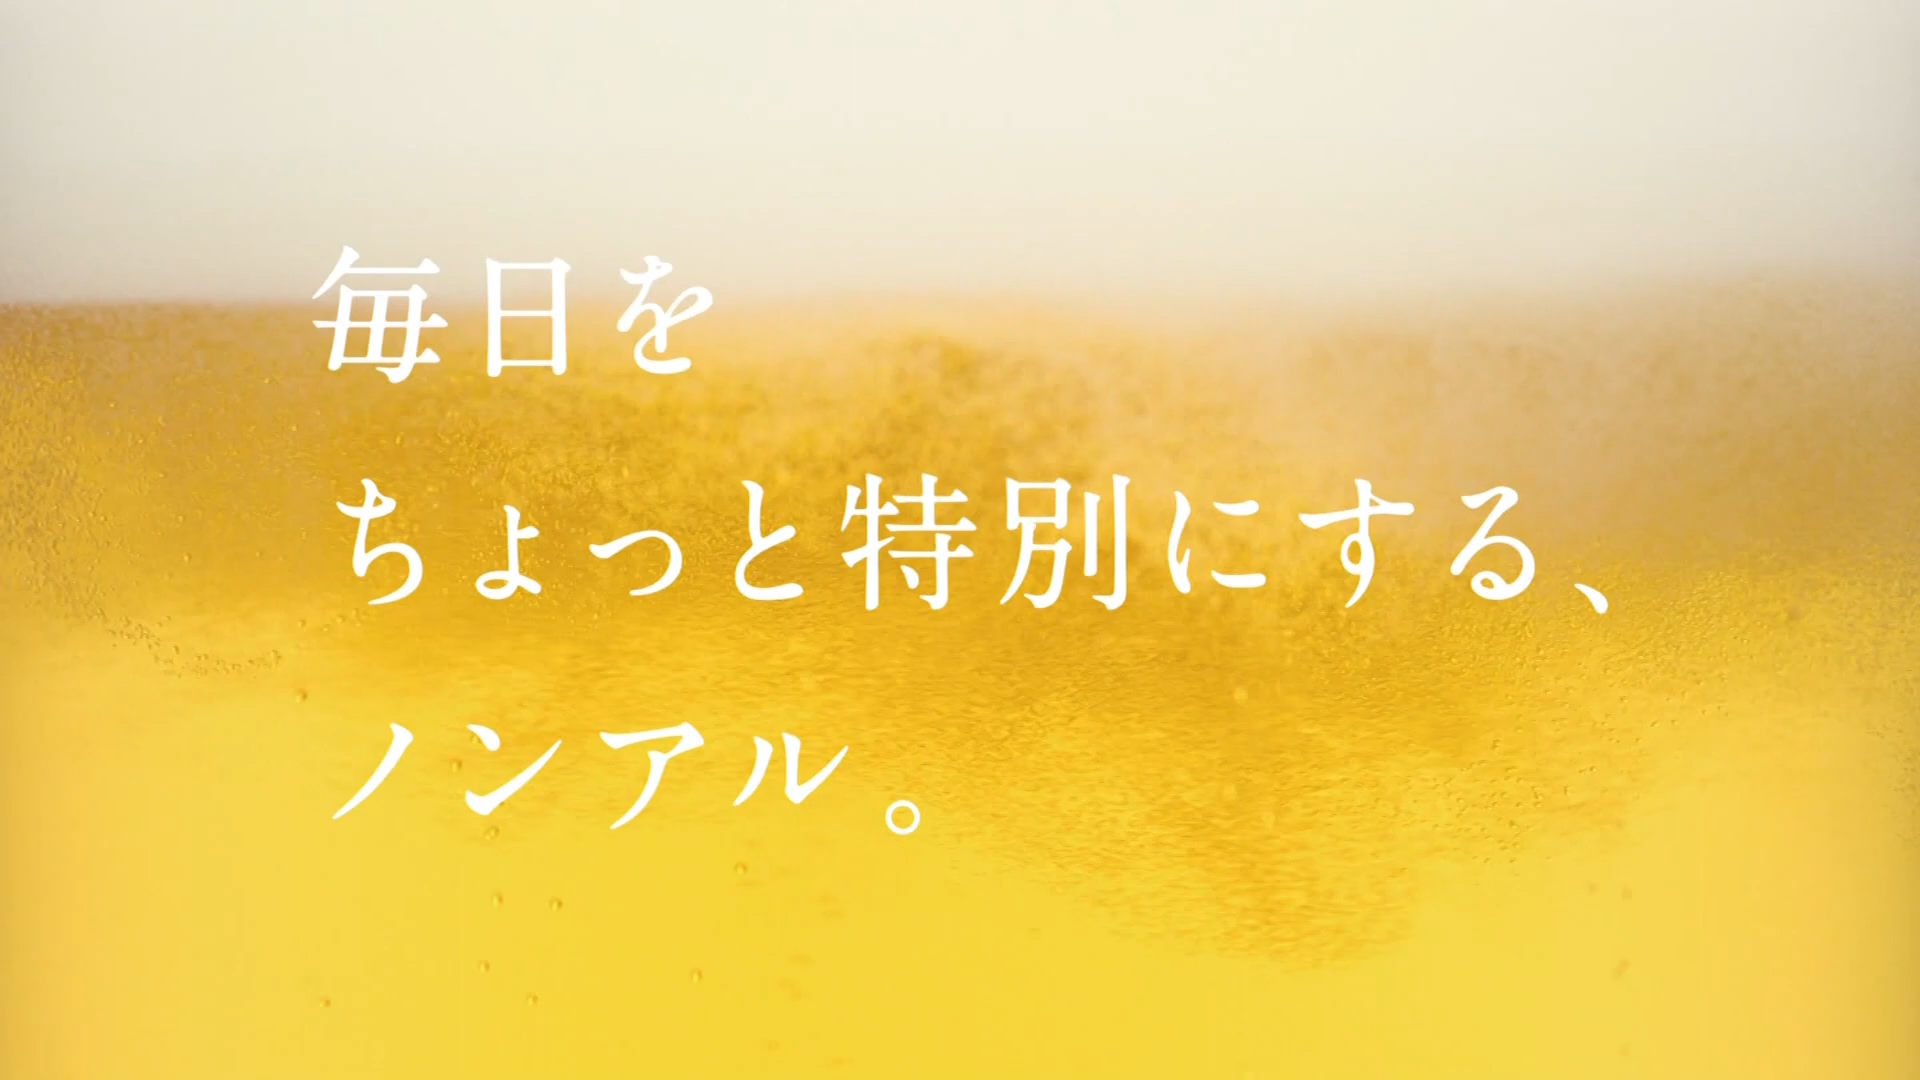 毎日を
ちょっと特別にする、
ノンアル。